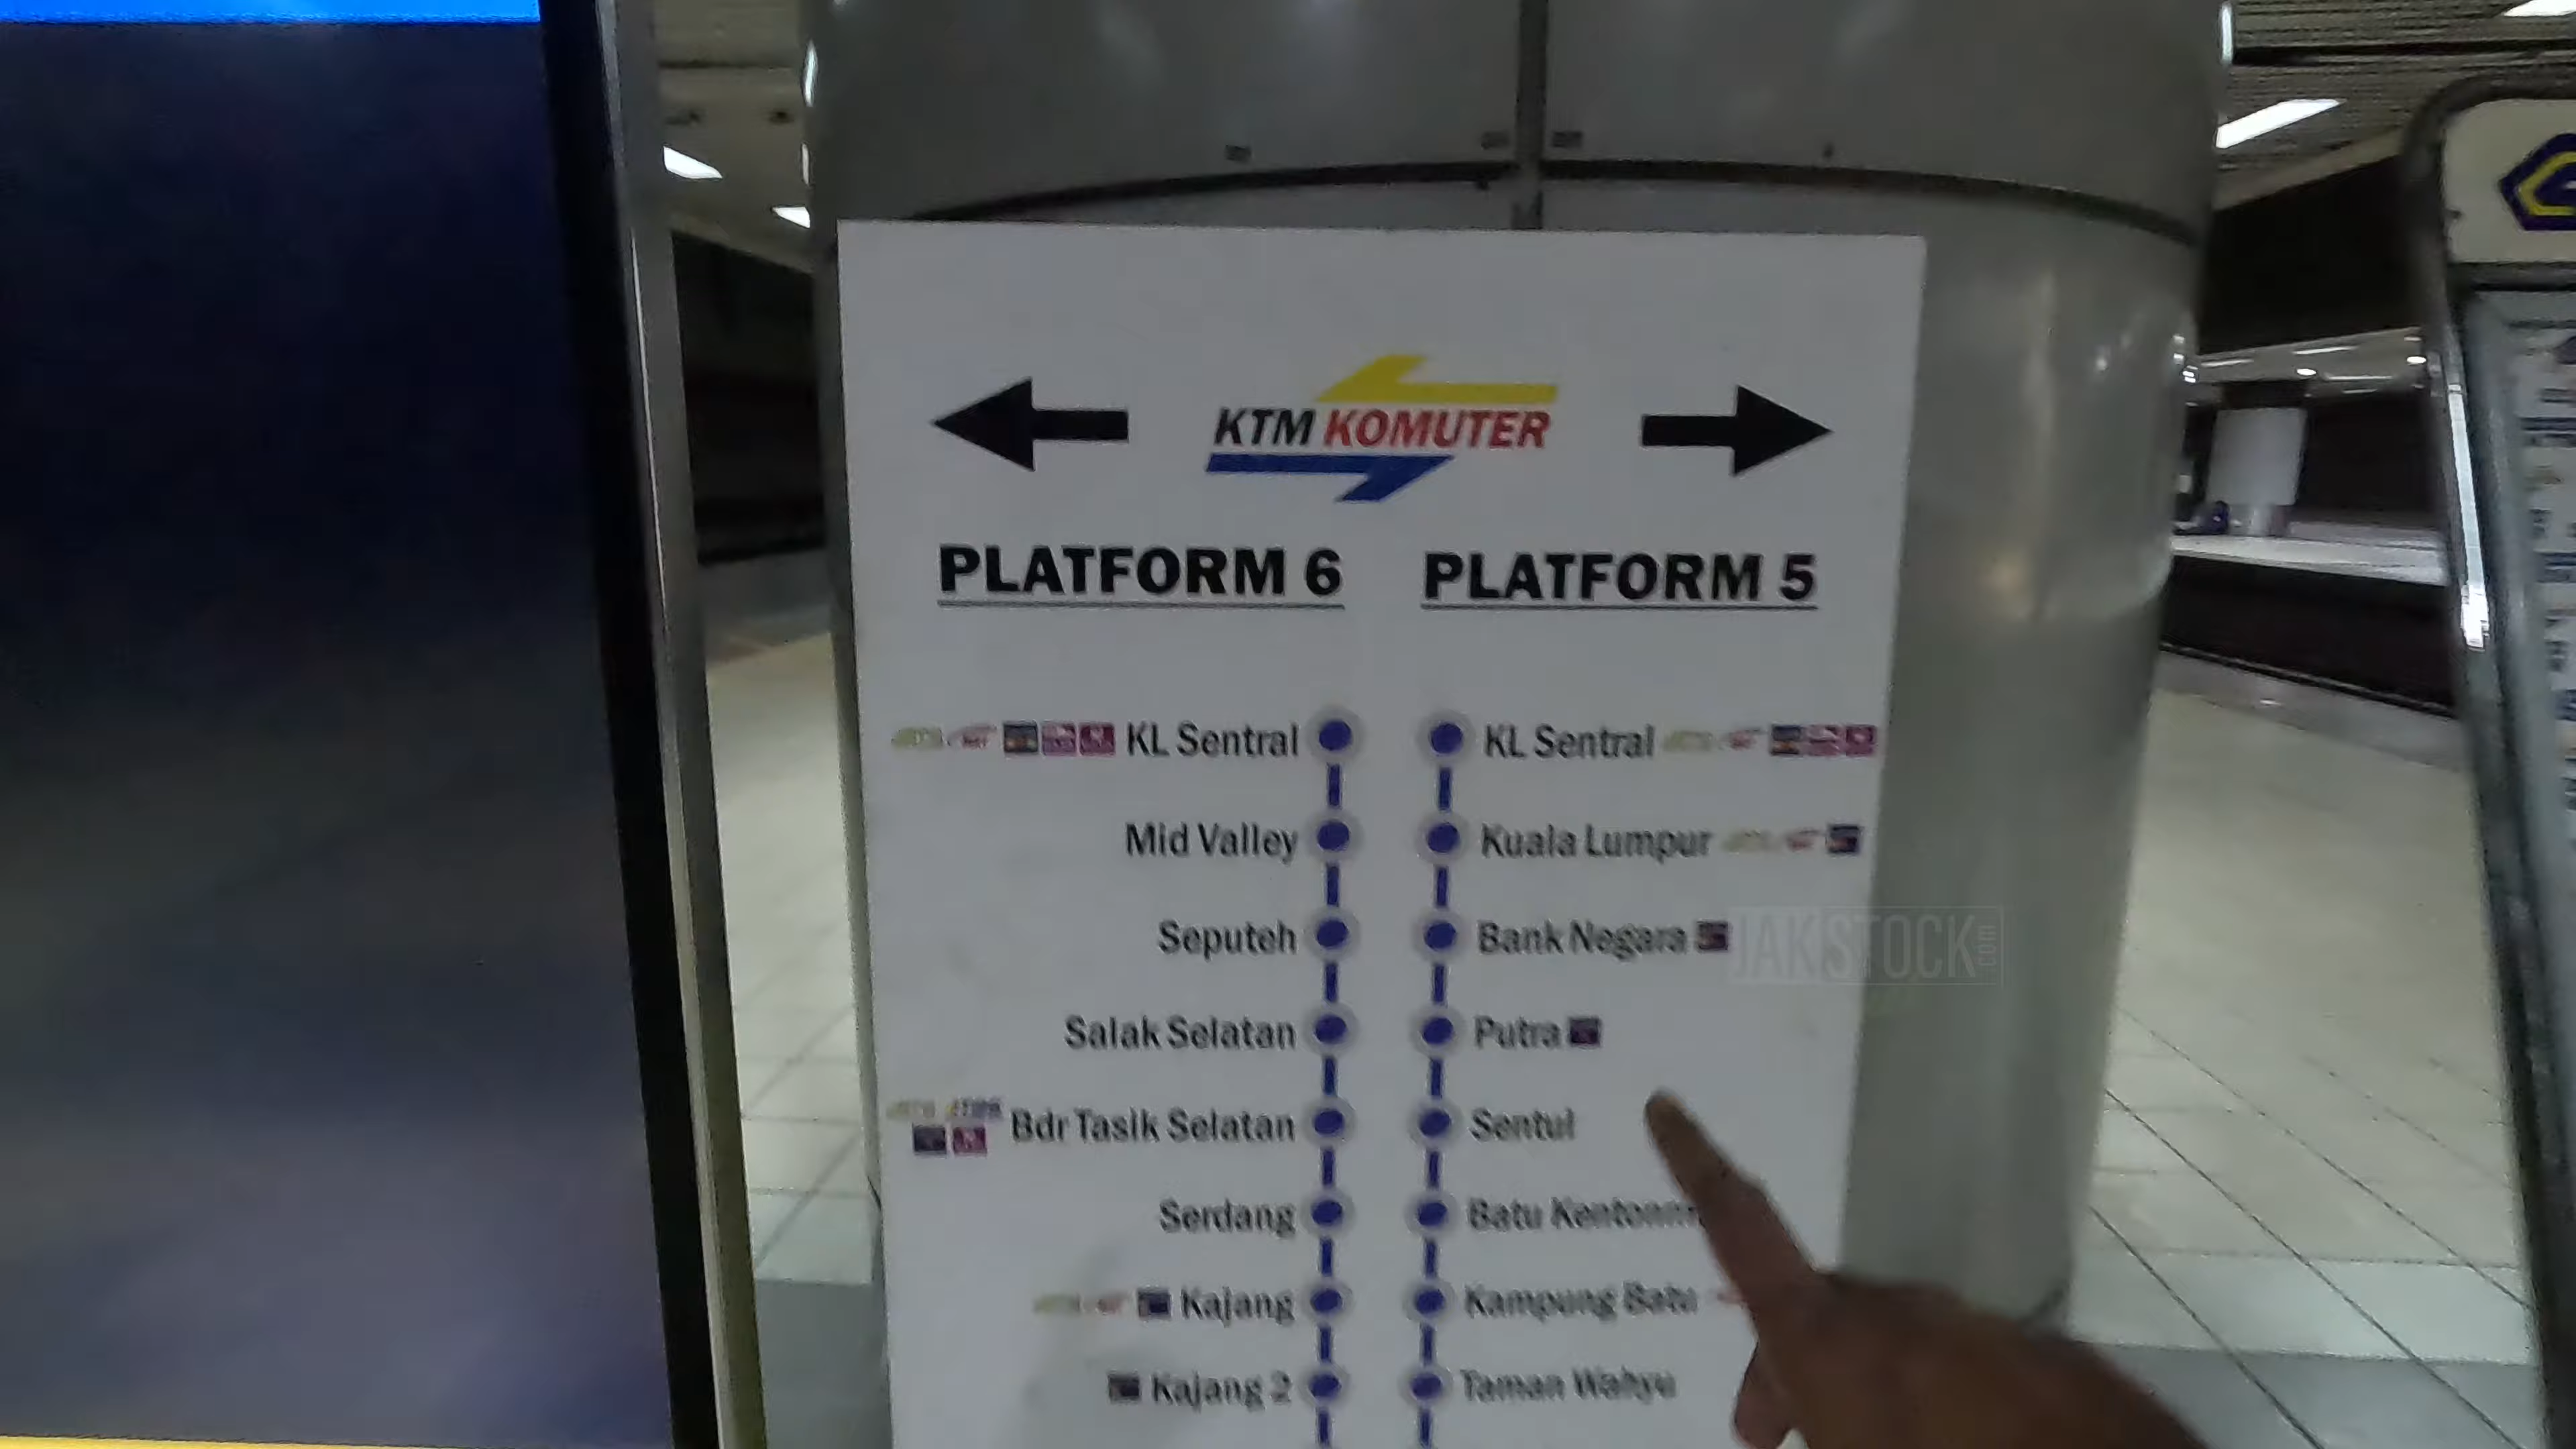 KTM KOMUTER
PLATFORM 6
KL Sentral
Mid Valley
Seputeh
Salak Selatan
Bdr Tasik Selatan
Serdang
Kajang
Kajang 2
PLATFORM 5
KL Sentral
Kuala Lumpur
Bank Negara
Putra
Sentul
Batu
Kampung Batu
Taman Wahyu
JAKSTOCK.com